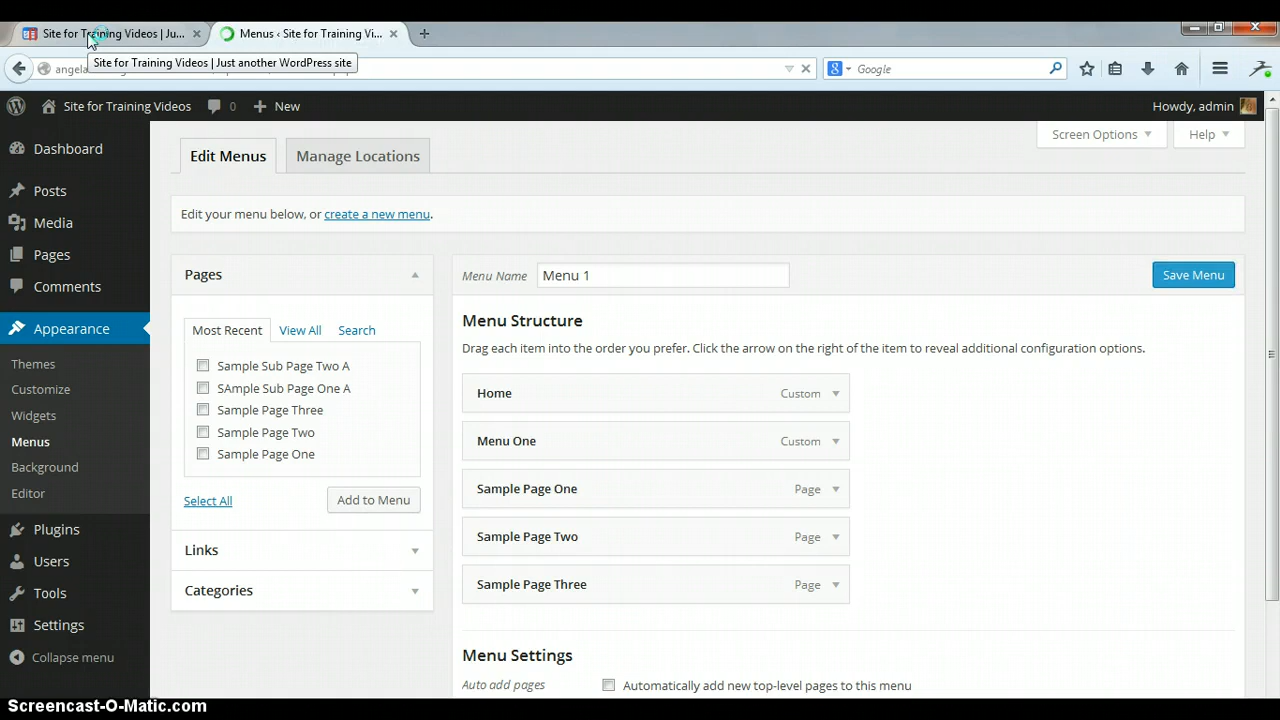 Site for Training Videos | Ju...
Menus ‹ Site for Training Vi...
Site for Training Videos | Just another WordPress site
angela
Google
Site for Training Videos
0
New
Howdy, admin
Dashboard
Posts
Media
Pages
Comments
Appearance
Themes
Customize
Widgets
Menus
Background
Editor
Plugins
Users
Tools
Settings
Collapse menu
Screen Options
Help
Edit Menus
Manage Locations
Edit your menu below, or create a new menu.
Pages
Most Recent
View All
Search
Sample Sub Page Two A
SAmple Sub Page One A
Sample Page Three
Sample Page Two
Sample Page One
Select All
Add to Menu
Links
Categories
Menu Name
Menu 1
Save Menu
Menu Structure
Drag each item into the order you prefer. Click the arrow on the right of the item to reveal additional configuration options.
Home Custom
Menu One Custom
Sample Page One Page
Sample Page Two Page
Sample Page Three Page
Menu Settings
Auto add pages
Automatically add new top-level pages to this menu
Screencast-O-Matic.com